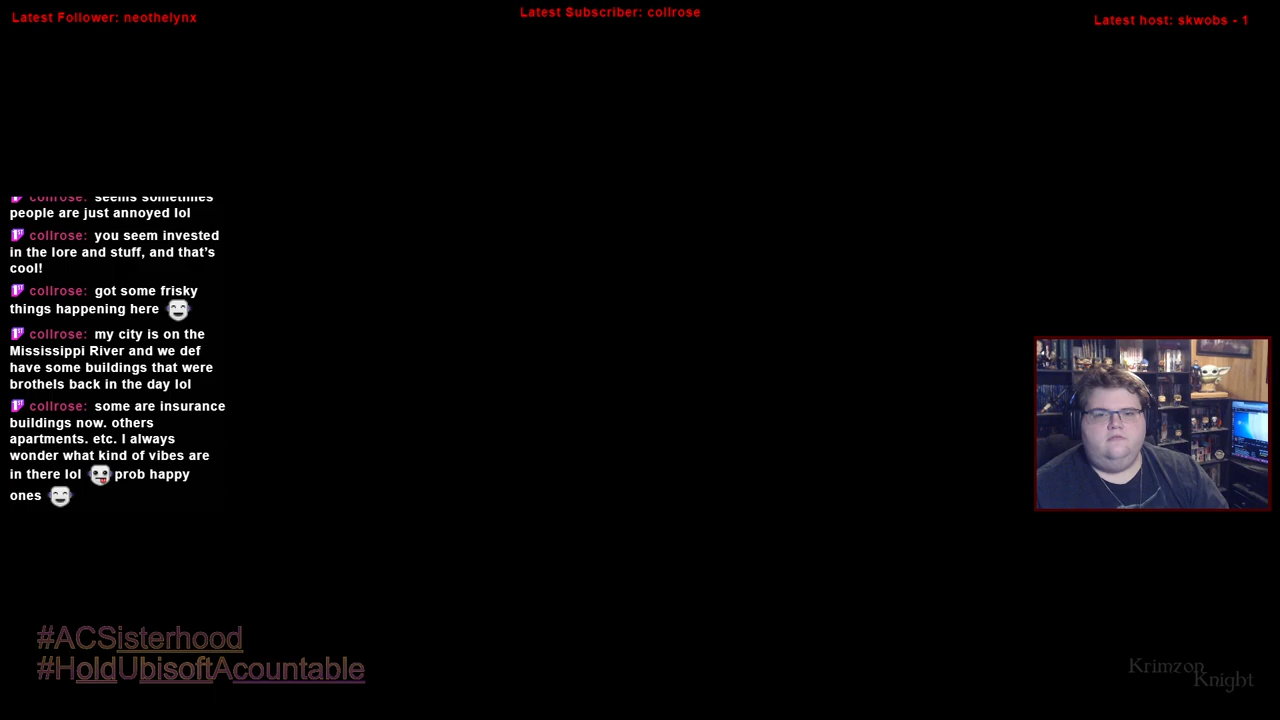 Latest Follower: neothelynx
Latest Subscriber: collrose
Latest host: skwobs - 1
collrose: seems sometimes
people are just annoyed lol
collrose: you seem invested
in the lore and stuff, and that's
cool!
collrose: got some frisky
things happening here
collrose: my city is on the
Mississippi River and we def
have some buildings that were
brothels back in the day lol
collrose: some are insurance
buildings now. others
apartments. etc. I always
wonder what kind of vibes are
in there lol prob happy
ones
#ACSisterhood
#HoldUbisoftAcountable
Krimzon
Knight